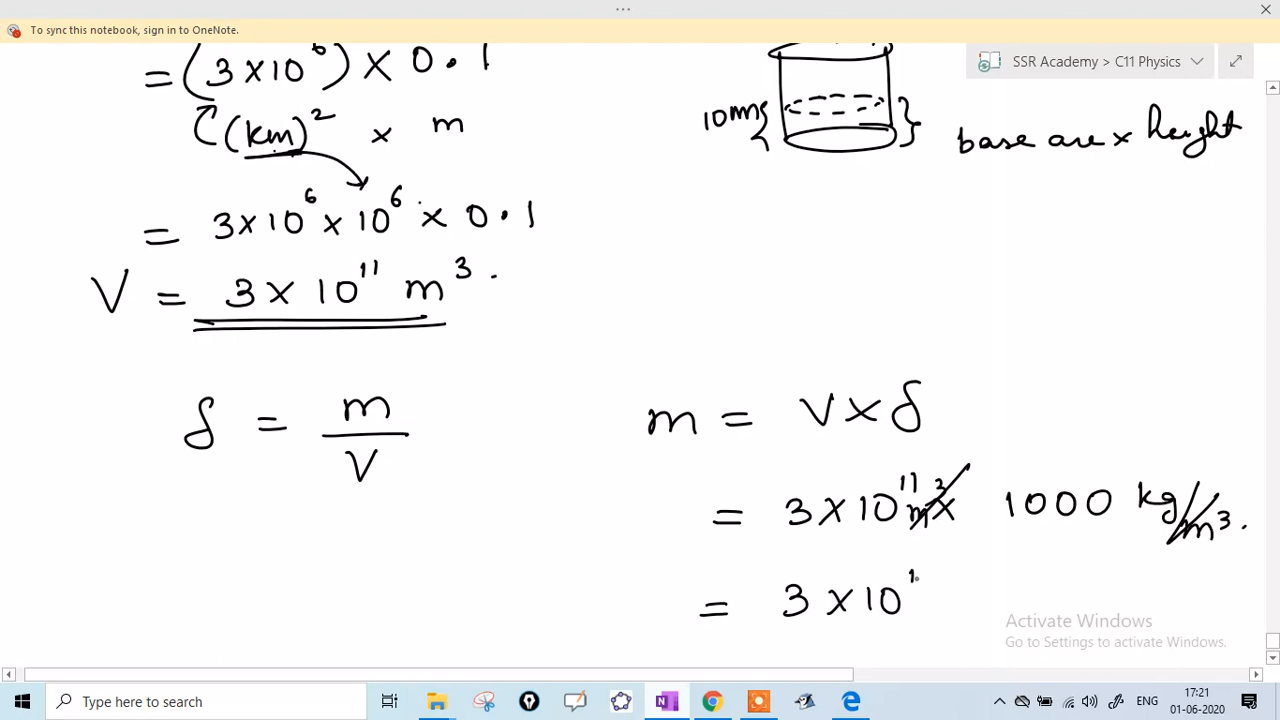 To sync this notebook, sign in to OneNote.
SSR Academy > C11 Physics
= (3 × 10⁶) × 0.1
(km)² × m
10 m
base are × height
= 3 × 10⁶ × 10⁶ × 0.1
V = 3 × 10¹¹ m³.
δ = m/V
m = V × δ
= 3 × 10¹¹ m³ × 1000 kg/m³.
= 3 × 10¹
Activate Windows
Go to Settings to activate Windows.
Type here to search
ENG
17:21
01-06-2020